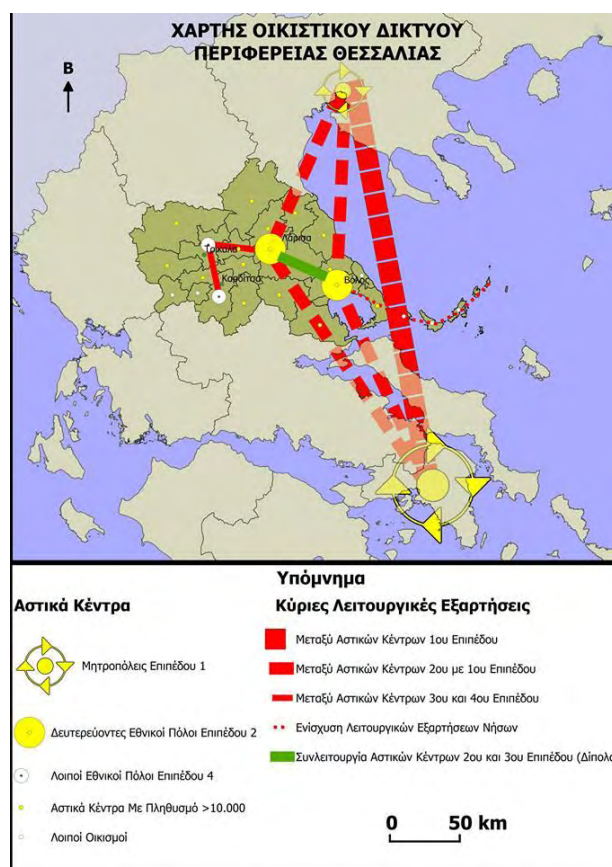 ΧΑΡΤΗΣ ΟΙΚΙΣΤΙΚΟΥ ΔΙΚΤΥΟΥ
ΠΕΡΙΦΕΡΕΙΑΣ ΘΕΣΣΑΛΙΑΣ
Β
Λάρισα
Τρίκαλα
Καρδίτσα
Βόλος
Υπόμνημα
Αστικά Κέντρα
Μητροπόλεις Επιπέδου 1
Δευτερεύοντες Εθνικοί Πόλοι Επιπέδου 2
Λοιποί Εθνικοί Πόλοι Επιπέδου 4
Αστικά Κέντρα Με Πληθυσμό >10.000
Λοιποί Οικισμοί
Κύριες Λειτουργικές Εξαρτήσεις
Μεταξύ Αστικών Κέντρων 1ου Επιπέδου
Μεταξύ Αστικών Κέντρων 2ου με 1ου Επιπέδου
Μεταξύ Αστικών Κέντρων 3ου και 4ου Επιπέδου
Ενίσχυση Λειτουργικών Εξαρτήσεων Νήσων
Συνλειτουργία Αστικών Κέντρων 2ου και 3ου Επιπέδου (Δίπολα
0 50 km